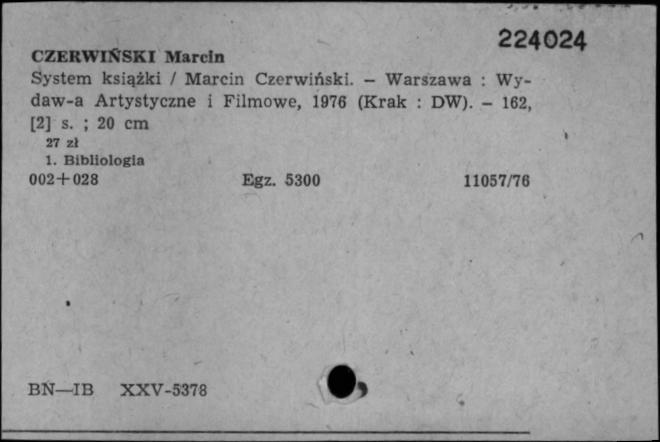 224024
CZERWIŃSKI Marcin
System książki / Marcin Czerwiński. — Warszawa : Wy-
daw-a Artystyczne i Filmowe, 1976 (Krak : DW). — 162,
[2] s. ; 20 cm
27 zł
1. Bibliologia
002+028 Egz. 5300 11057/76
BN—IB XXV-5378